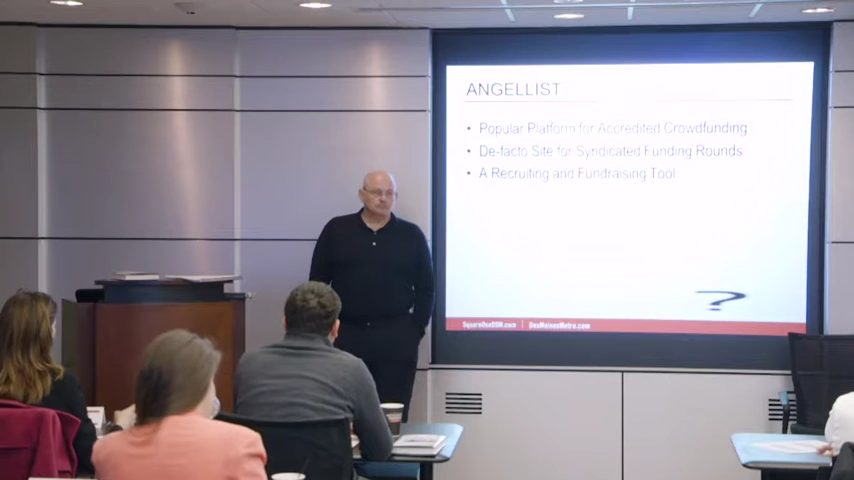 ANGELLIST
• Popular Platform for Accredited Crowdfunding
• De-facto Site for Syndicated Funding Rounds
• A Recruiting and Fundraising Tool
?
SquareOneDSM.com | DesMoinesMetro.com